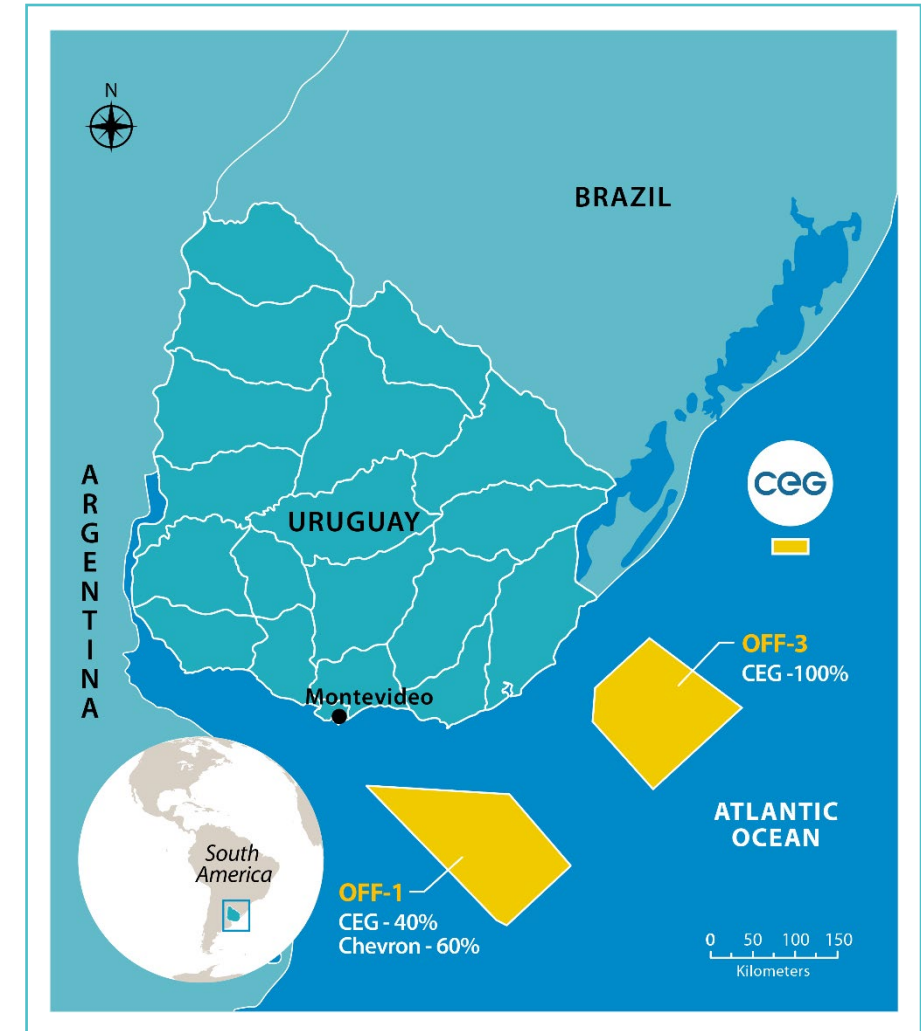 N
BRAZIL
ARGENTINA
URUGUAY
CEG
Montevideo
OFF-3
CEG -100%
ATLANTIC
OCEAN
South
America
OFF-1
CEG - 40%
Chevron - 60%
0 50 100 150
Kilometers